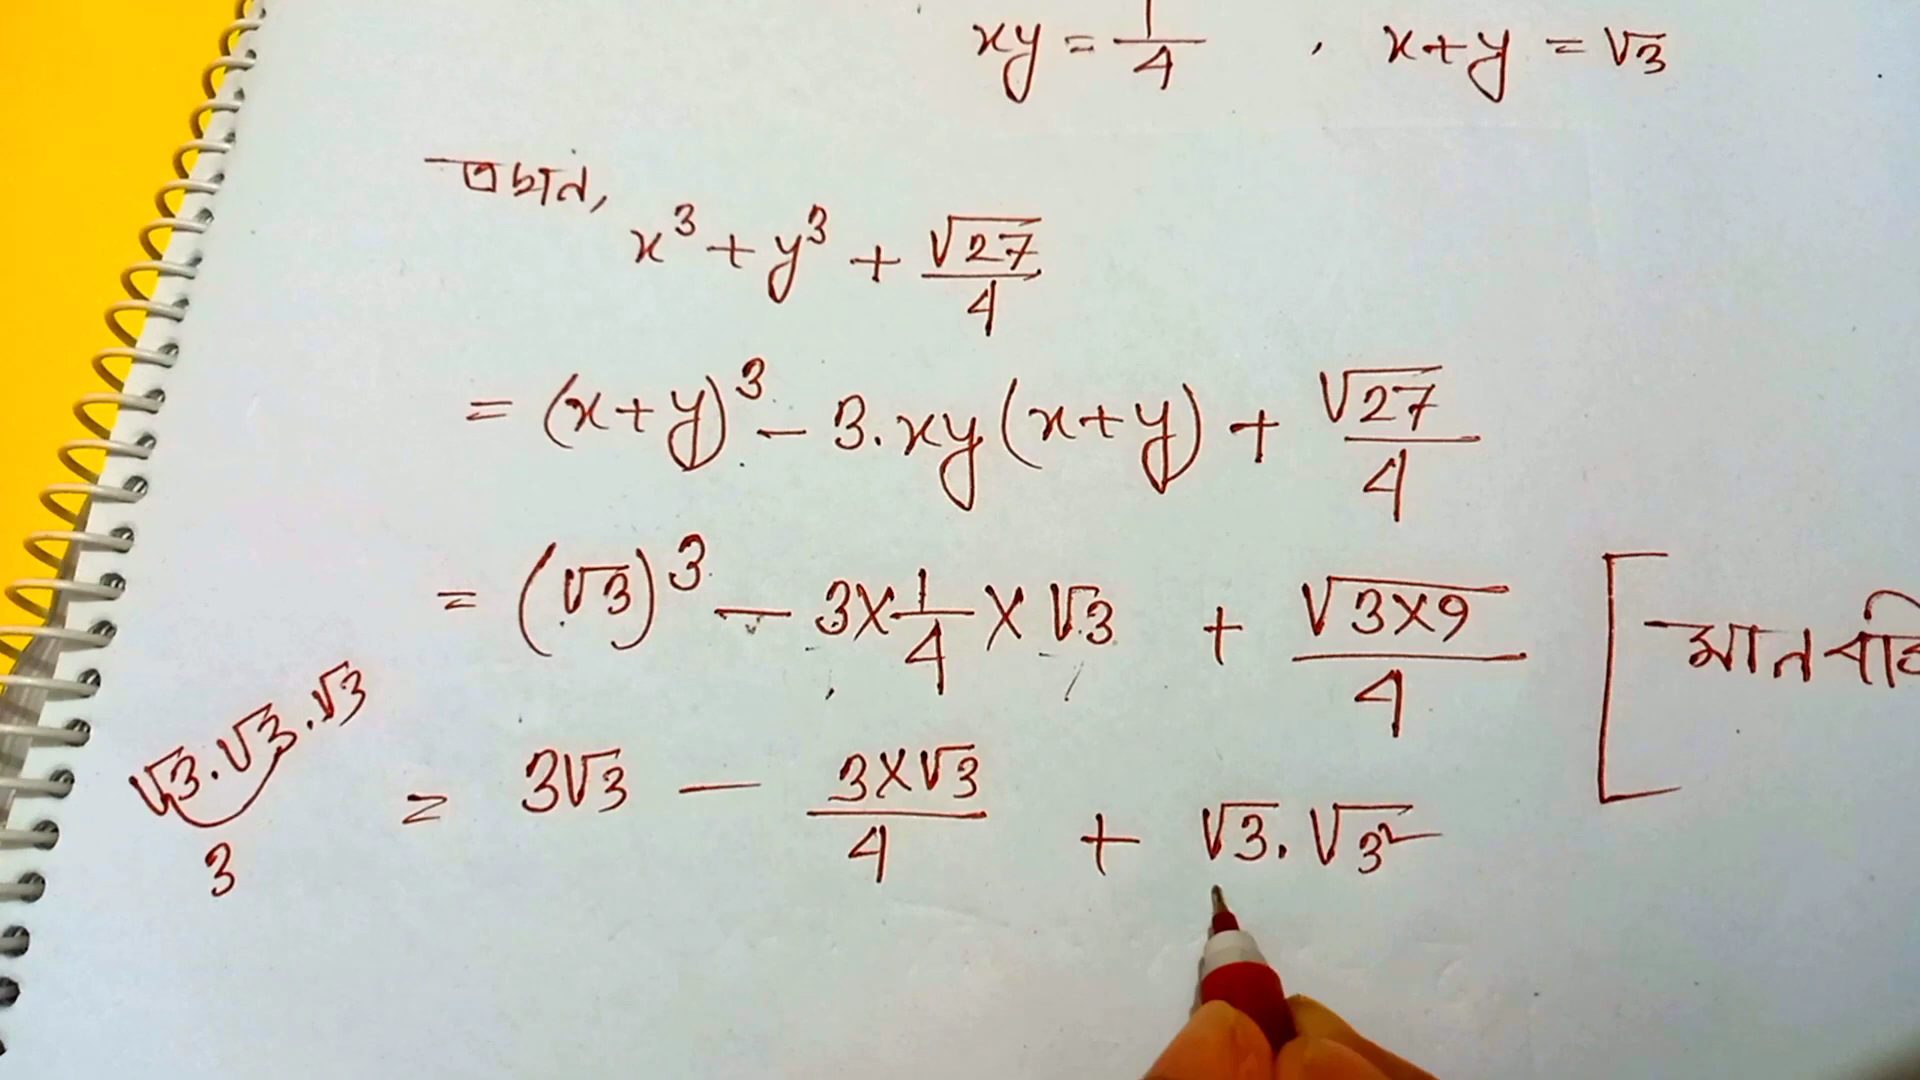 xy = 1/4 , x+y = √3
x³ + y³ + √27/4
= (x+y)³ - 3.xy(x+y) + √27/4
= (√3)³ - 3×1/4×√3 + √3×9/4 [মান
√3.√3.√3
3
= 3√3 - 3×√3/4 + √3.√3²